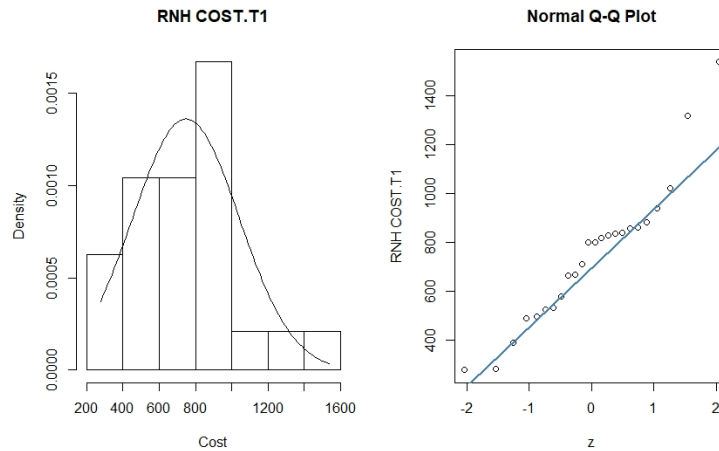 RNH COST.T1
Density
0.0000 0.0005 0.0010 0.0015
200 400 600 800 1200 1600
Cost
Normal Q-Q Plot
RNH COST.T1
400 600 800 1000 1200 1400
-2 -1 0 1 2
z